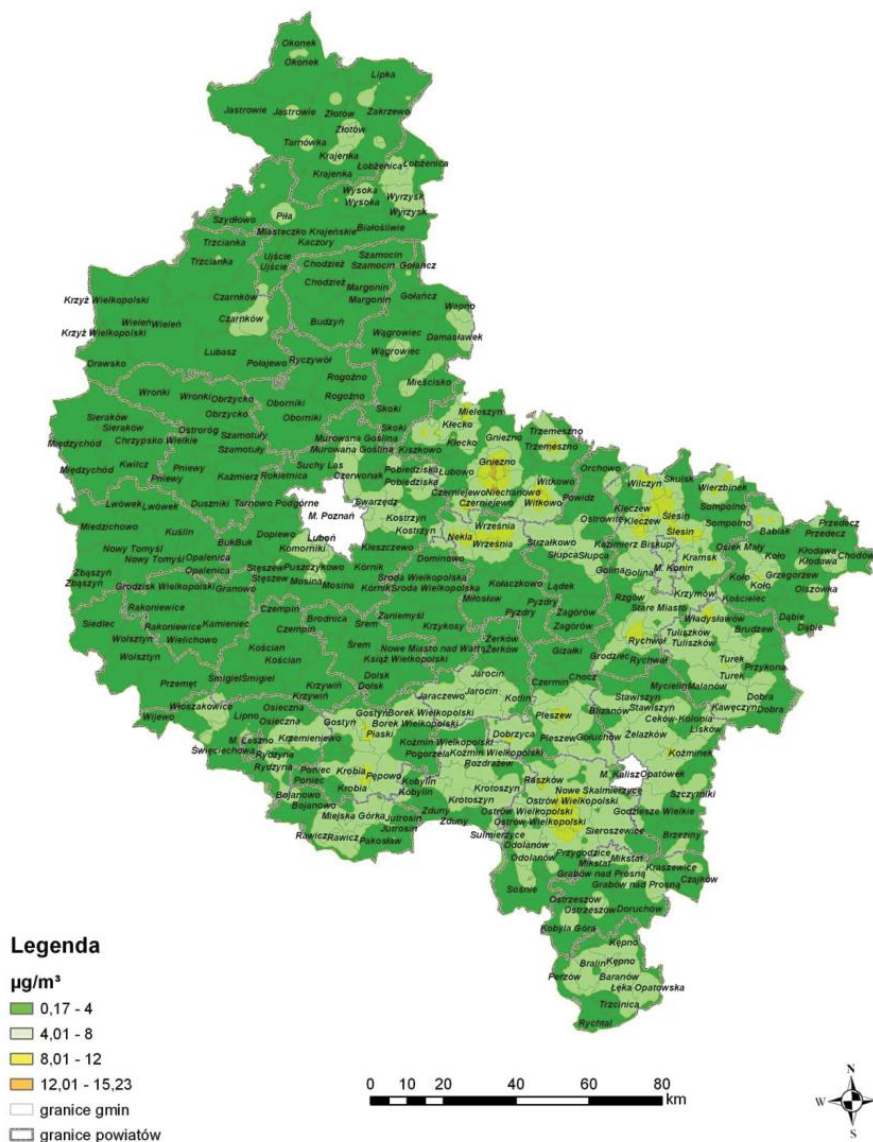 Okonek
Okonek
Lipka
Jastrowie
Jastrowie
Złotów
Zakrzewo
Złotów
Tarnówka
Krajenka
Krajenka
Łobżenica
Łobżenica
Wysoka
Wysoka
Wyrzysk
Wyrzysk
Szydłowo
Piła
Miasteczko Krajeńskie
Białośliwie
Kaczory
Trzcianka
Trzcianka
Ujście
Ujście
Chodzież
Chodzież
Szamocin
Szamocin
Gołańcz
Gołańcz
Margonin
Margonin
Krzyż Wielkopolski
Krzyż Wielkopolski
Czarnków
Czarnków
Wieleń
Wieleń
Budzyń
Wapno
Damasławek
Wągrowiec
Wągrowiec
Lubasz
Połajewo
Ryczywół
Drawsko
Rogoźno
Rogoźno
Mieścisko
Wronki
Wronki
Obrzycko
Obrzycko
Oborniki
Oborniki
Skoki
Skoki
Sieraków
Sieraków
Ostroróg
Szamotuły
Szamotuły
Międzychód
Międzychód
Chrzypsko Wielkie
Kwilcz
Pniewy
Pniewy
Kaźmierz
Rokietnica
Suchy Las
Murowana Goślina
Murowana Goślina
Czerwonak
Kiszkowo
Kłecko
Kłecko
Mieleszyn
Gniezno
Gniezno
Trzemeszno
Trzemeszno
Pobiedziska
Pobiedziska
Łubowo
Czerniejewo
Niechanowo
Czerniejewo
Witkowo
Witkowo
Powidz
Orchowo
Wilczyn
Skulsk
Wierzbinek
Lwówek
Lwówek
Duszniki
Tarnowo Podgórne
M. Poznań
Swarzędz
Kostrzyn
Kostrzyn
Nekla
Września
Września
Strzałkowo
Słupca
Słupca
Ostrowite
Kleczew
Kleczew
Ślesin
Ślesin
Sompolno
Sompolno
Babiak
Przedecz
Przedecz
Miedzichowo
Kuślin
Buk
Buk
Dopiewo
Luboń
Komorniki
Nowy Tomyśl
Nowy Tomyśl
Opalenica
Opalenica
Stęszew
Stęszew
Puszczykowo
Mosina
Mosina
Kórnik
Kórnik
Kleszczewo
Dominowo
Środa Wielkopolska
Środa Wielkopolska
Kazimierz Biskupi
Osiek Mały
Kłodawa
Kłodawa
Chodów
Zbąszyń
Zbąszyń
Grodzisk Wielkopolski
Granowo
Golina
Golina
M. Konin
Kramsk
Koło
Koło
Koło
Grzegorzew
Olszówka
Kościelec
Rakoniewice
Rakoniewice
Kamieniec
Czempiń
Czempiń
Brodnica
Zaniemyśl
Krzykosy
Kołaczkowo
Miłosław
Lądek
Pyzdry
Pyzdry
Zagórów
Zagórów
Rzgów
Stare Miasto
Krzymów
Władysławów
Dąbie
Dąbie
Siedlec
Wolsztyn
Wolsztyn
Wielichowo
Kościan
Kościan
Śrem
Śrem
Nowe Miasto nad Wartą
Książ Wielkopolski
Żerków
Żerków
Gizałki
Grodziec
Rychwał
Rychwał
Tuliszków
Tuliszków
Brudzew
Turek
Turek
Przykona
Przemęt
Śmigiel
Śmigiel
Krzywiń
Krzywiń
Dolsk
Dolsk
Jaraczewo
Jarocin
Jarocin
Kotlin
Czermin
Chocz
Mycielin
Malanów
Kawęczyn
Dobra
Dobra
Wijewo
Włoszakowice
Lipno
Osieczna
Osieczna
Gostyń
Piaski
Borek Wielkopolski
Borek Wielkopolski
Pleszew
Pleszew
Dobrzyca
Gołuchów
Blizanów
Stawiszyn
Stawiszyn
Ceków-Kolonia
Lisków
Żelazków
Koźminek
M. Leszno
Święciechowa
Rydzyna
Rydzyna
Krzemieniewo
Poniec
Poniec
Krobia
Krobia
Pępowo
Pogorzela
Koźmin Wielkopolski
Koźmin Wielkopolski
Rozdrażew
Kobylin
Kobylin
Raszków
M. Kalisz
Opatówek
Szczytniki
Bojanowo
Bojanowo
Miejska Górka
Jutrosin
Jutrosin
Krotoszyn
Krotoszyn
Zduny
Zduny
Sulmierzyce
Nowe Skalmierzyce
Ostrów Wielkopolski
Ostrów Wielkopolski
Ostrów Wielkopolski
Godziesze Wielkie
Sieroszewice
Brzeziny
Rawicz
Rawicz
Pakosław
Odolanów
Odolanów
Przygodzice
Mikstat
Mikstat
Kraszewice
Czajków
Grabów nad Prosną
Grabów nad Prosną
Sośnie
Ostrzeszów
Ostrzeszów
Doruchów
Kobyla Góra
Kępno
Kępno
Bralin
Perzów
Baranów
Łęka Opatowska
Trzcinica
Rychtal
Legenda
µg/m³
0,17 - 4
4,01 - 8
8,01 - 12
12,01 - 15,23
granice gmin
granice powiatów
0 20 40 60 80
km
N
W
S